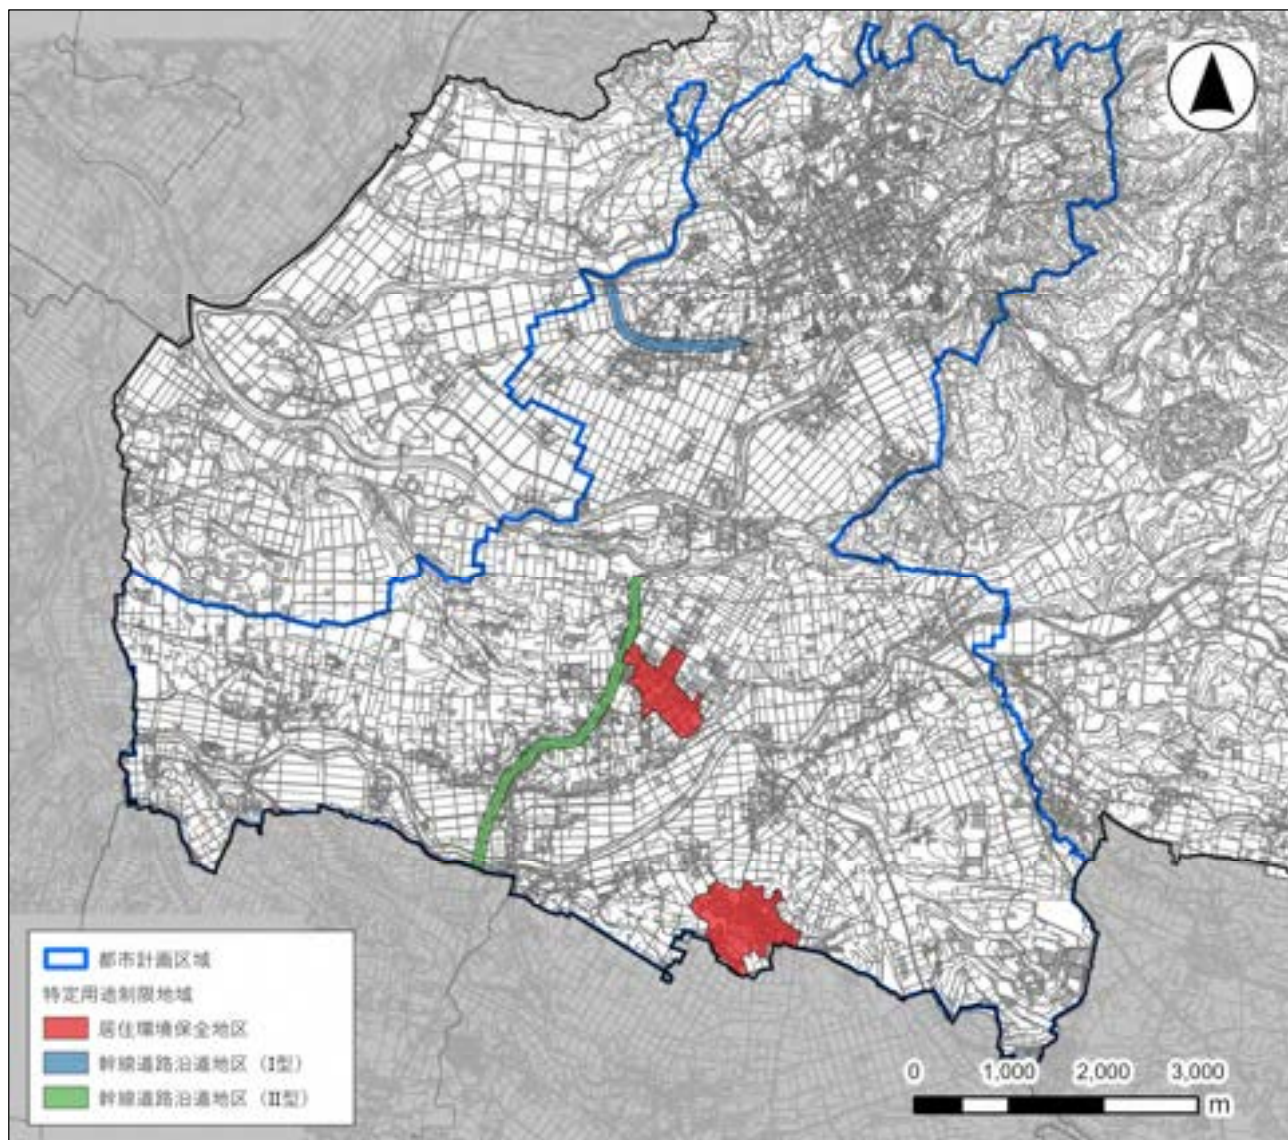 都市計画区域
特定用途制限地域
居住環境保全地区
幹線道路沿道地区（I型）
幹線道路沿道地区（II型）
0 1,000 2,000 3,000
m